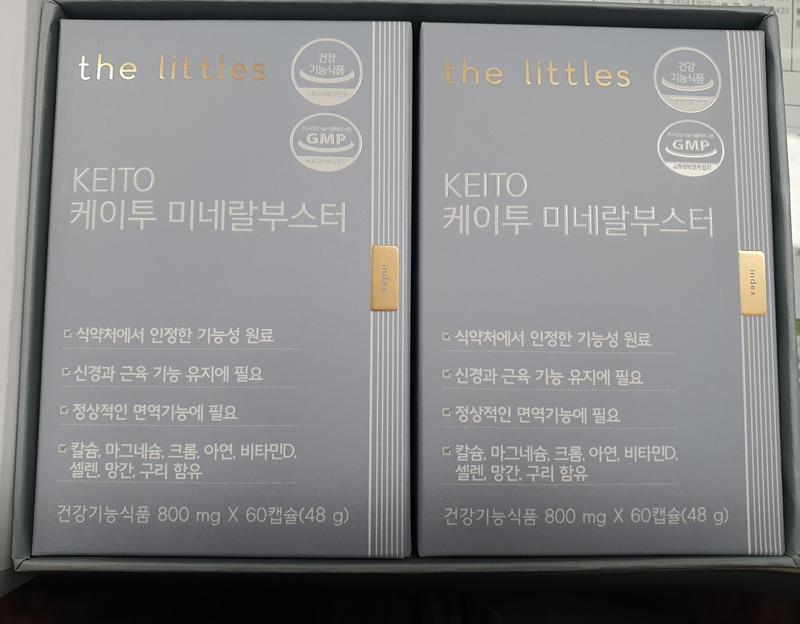 the littles
건강
기능식품
GMP
KEITO
케이투 미네랄부스터
index
식약처에서 인정한 기능성 원료
신경과 근육 기능 유지에 필요
정상적인 면역기능에 필요
칼슘, 마그네슘, 크롬, 아연, 비타민D,
셀렌, 망간, 구리 함유
건강기능식품 800 mg X 60캡슐(48 g)
the littles
건강
기능식품
GMP
KEITO
케이투 미네랄부스터
index
식약처에서 인정한 기능성 원료
신경과 근육 기능 유지에 필요
정상적인 면역기능에 필요
칼슘, 마그네슘, 크롬, 아연, 비타민D,
셀렌, 망간, 구리 함유
건강기능식품 800 mg X 60캡슐(48 g)